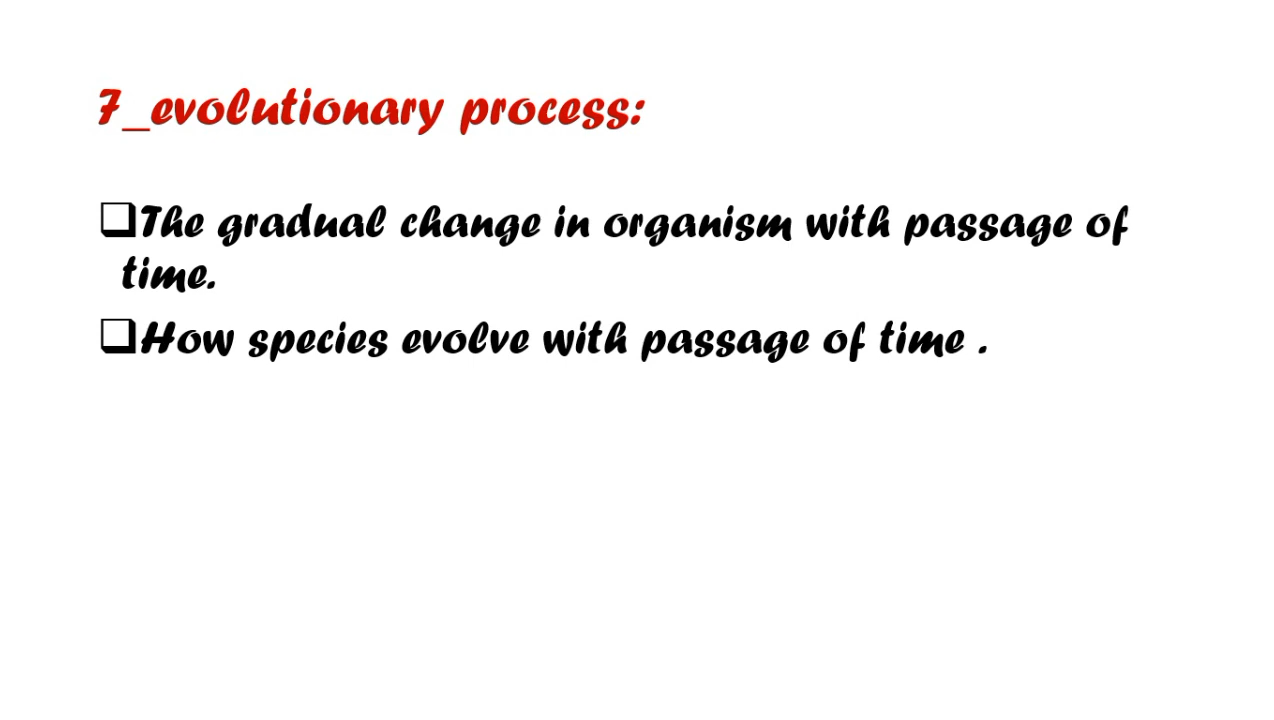 7_evolutionary process:
❑The gradual change in organism with passage of
time.
❑How species evolve with passage of time .